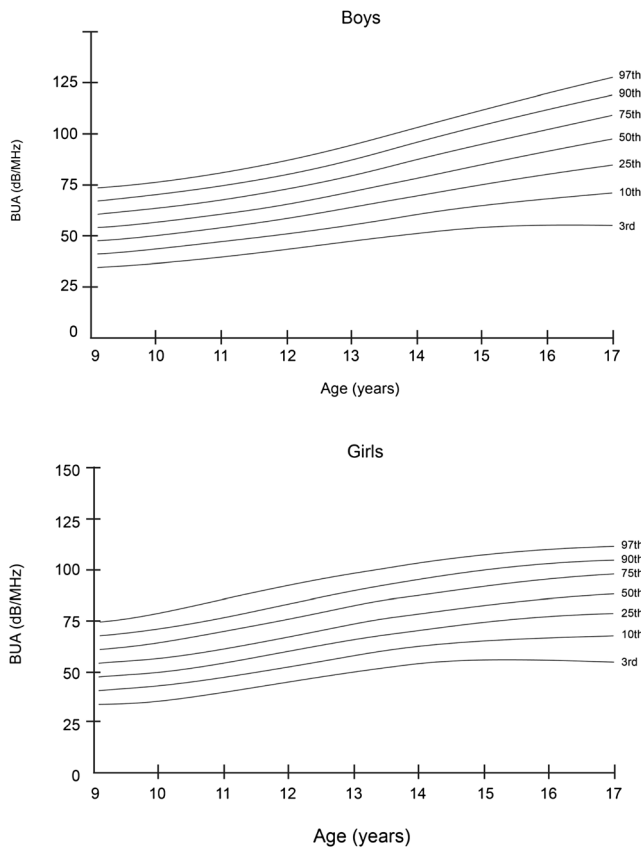 Boys
125
100
75
50
25
0
BUA (dB/MHz)
97th
90th
75th
50th
25th
10th
3rd
9 10 11 12 13 14 15 16 17
Age (years)
Girls
150
125
100
75
50
25
0
BUA (dB/MHz)
97th
90th
75th
50th
25th
10th
3rd
9 10 11 12 13 14 15 16 17
Age (years)